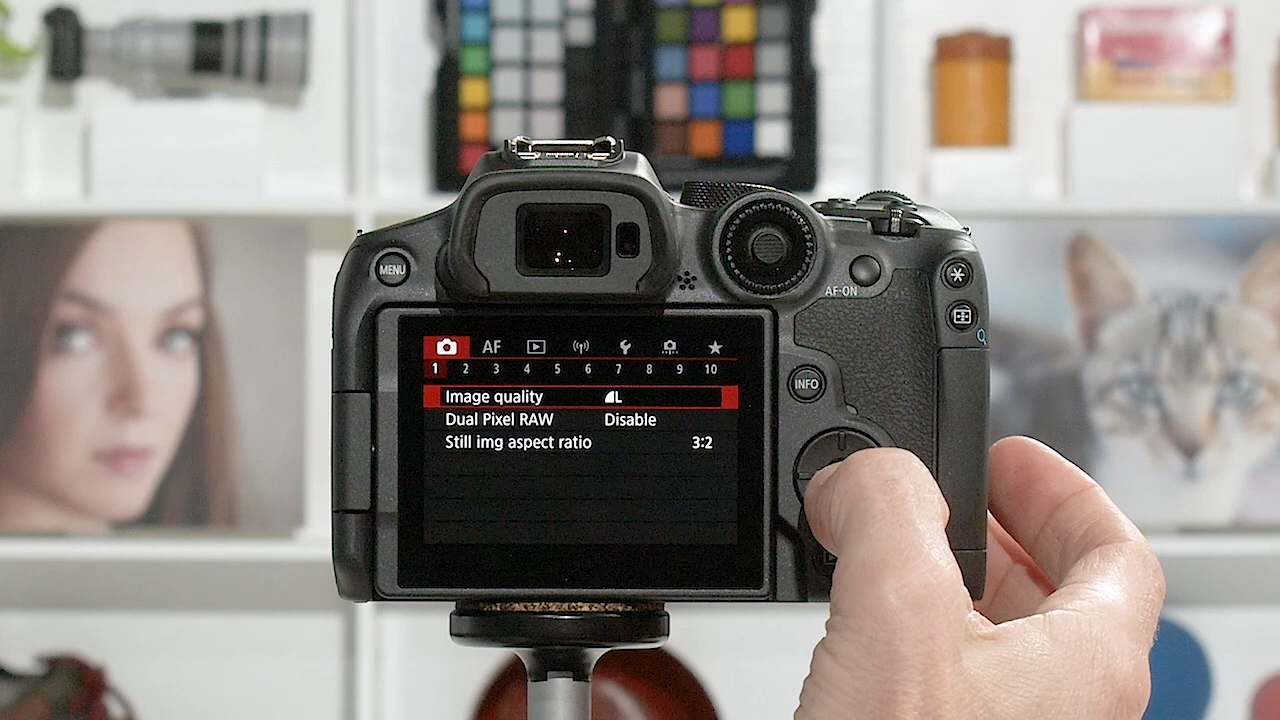 MENU
AF-ON
AF
1 2 3 4 5 6 7 8 9 10
Image quality L
Dual Pixel RAW Disable
Still img aspect ratio 3:2
INFO